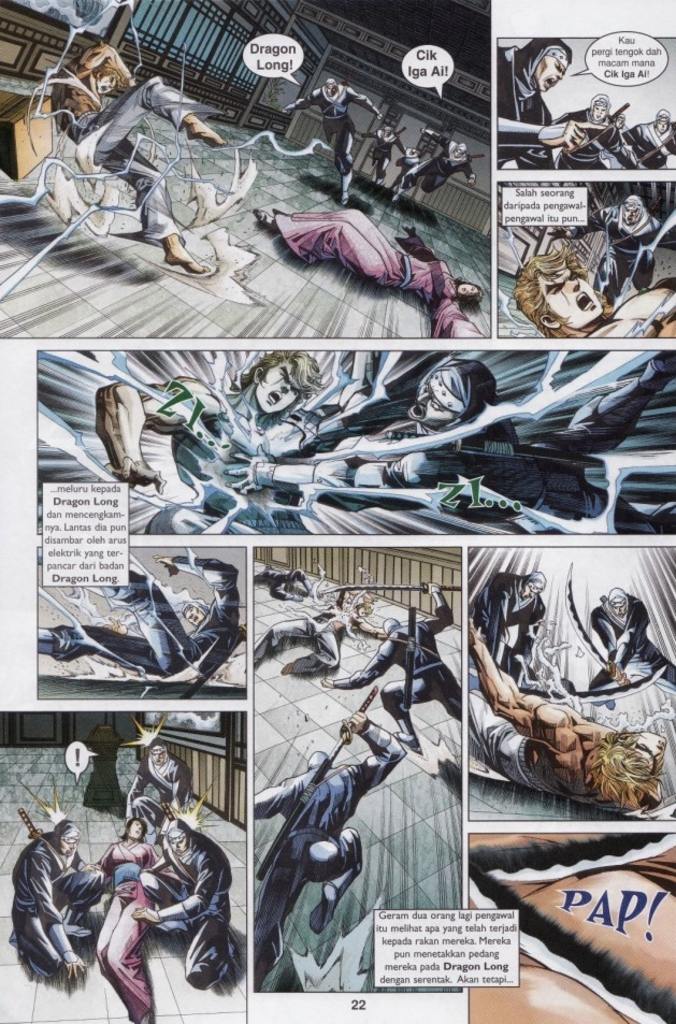 Dragon
Long!
Cik
Iga Ai!
Kau
pergi tengok dah
macam mana
Cik Iga Ai!
Salah seorang
daripada pengawal-
pengawal itu pun...
ZI...
ZI...
...meluru kepada
Dragon Long
dan mencengkam-
nya. Lantas dia pun
disambar oleh arus
elektrik yang ter-
pancar dari badan
Dragon Long.
!
Geram dua orang lagi pengawal
itu melihat apa yang telah terjadi
kepada rakan mereka. Mereka
pun menetakkan pedang
mereka pada Dragon Long
dengan serentak. Akan tetapi...
PAP!
22